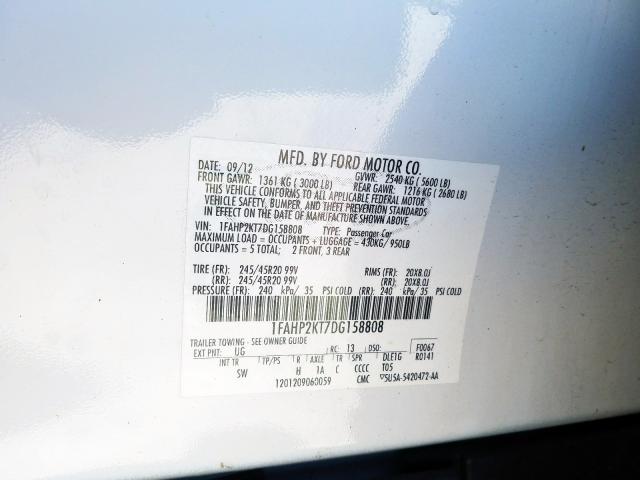 MFD. BY FORD MOTOR CO.
DATE: 09/12 GVWR: 2540 KG ( 5600 LB)
FRONT GAWR: 1361 KG ( 3000 LB) REAR GAWR: 1216 KG ( 2680 LB)
THIS VEHICLE CONFORMS TO ALL APPLICABLE FEDERAL MOTOR
VEHICLE SAFETY, BUMPER, AND THEFT PREVENTION STANDARDS
IN EFFECT ON THE DATE OF MANUFACTURE SHOWN ABOVE.
VIN: 1FAHP2KT7DG158808 TYPE: Passenger Car
MAXIMUM LOAD = OCCUPANTS + LUGGAGE = 430KG/ 950LB
OCCUPANTS = 5 TOTAL; 2 FRONT, 3 REAR
TIRE (FR): 245/45R20 99V RIMS (FR): 20X8.0J
(RR): 245/45R20 99V (RR): 20X8.0J
PRESSURE (FR): 240 kPa/ 35 PSI COLD (RR): 240 kPa/ 35 PSI COLD
1FAHP2KT7DG158808
TRAILER TOWING - SEE OWNER GUIDE
EXT PNT: UG RC: 13 DSO: F0067
INT TR TP/PS R AXLE TR SPR DLE1G R0141
SW H 1A C CCCC T05
1201209060059 CMC 5U5A-5420472-AA